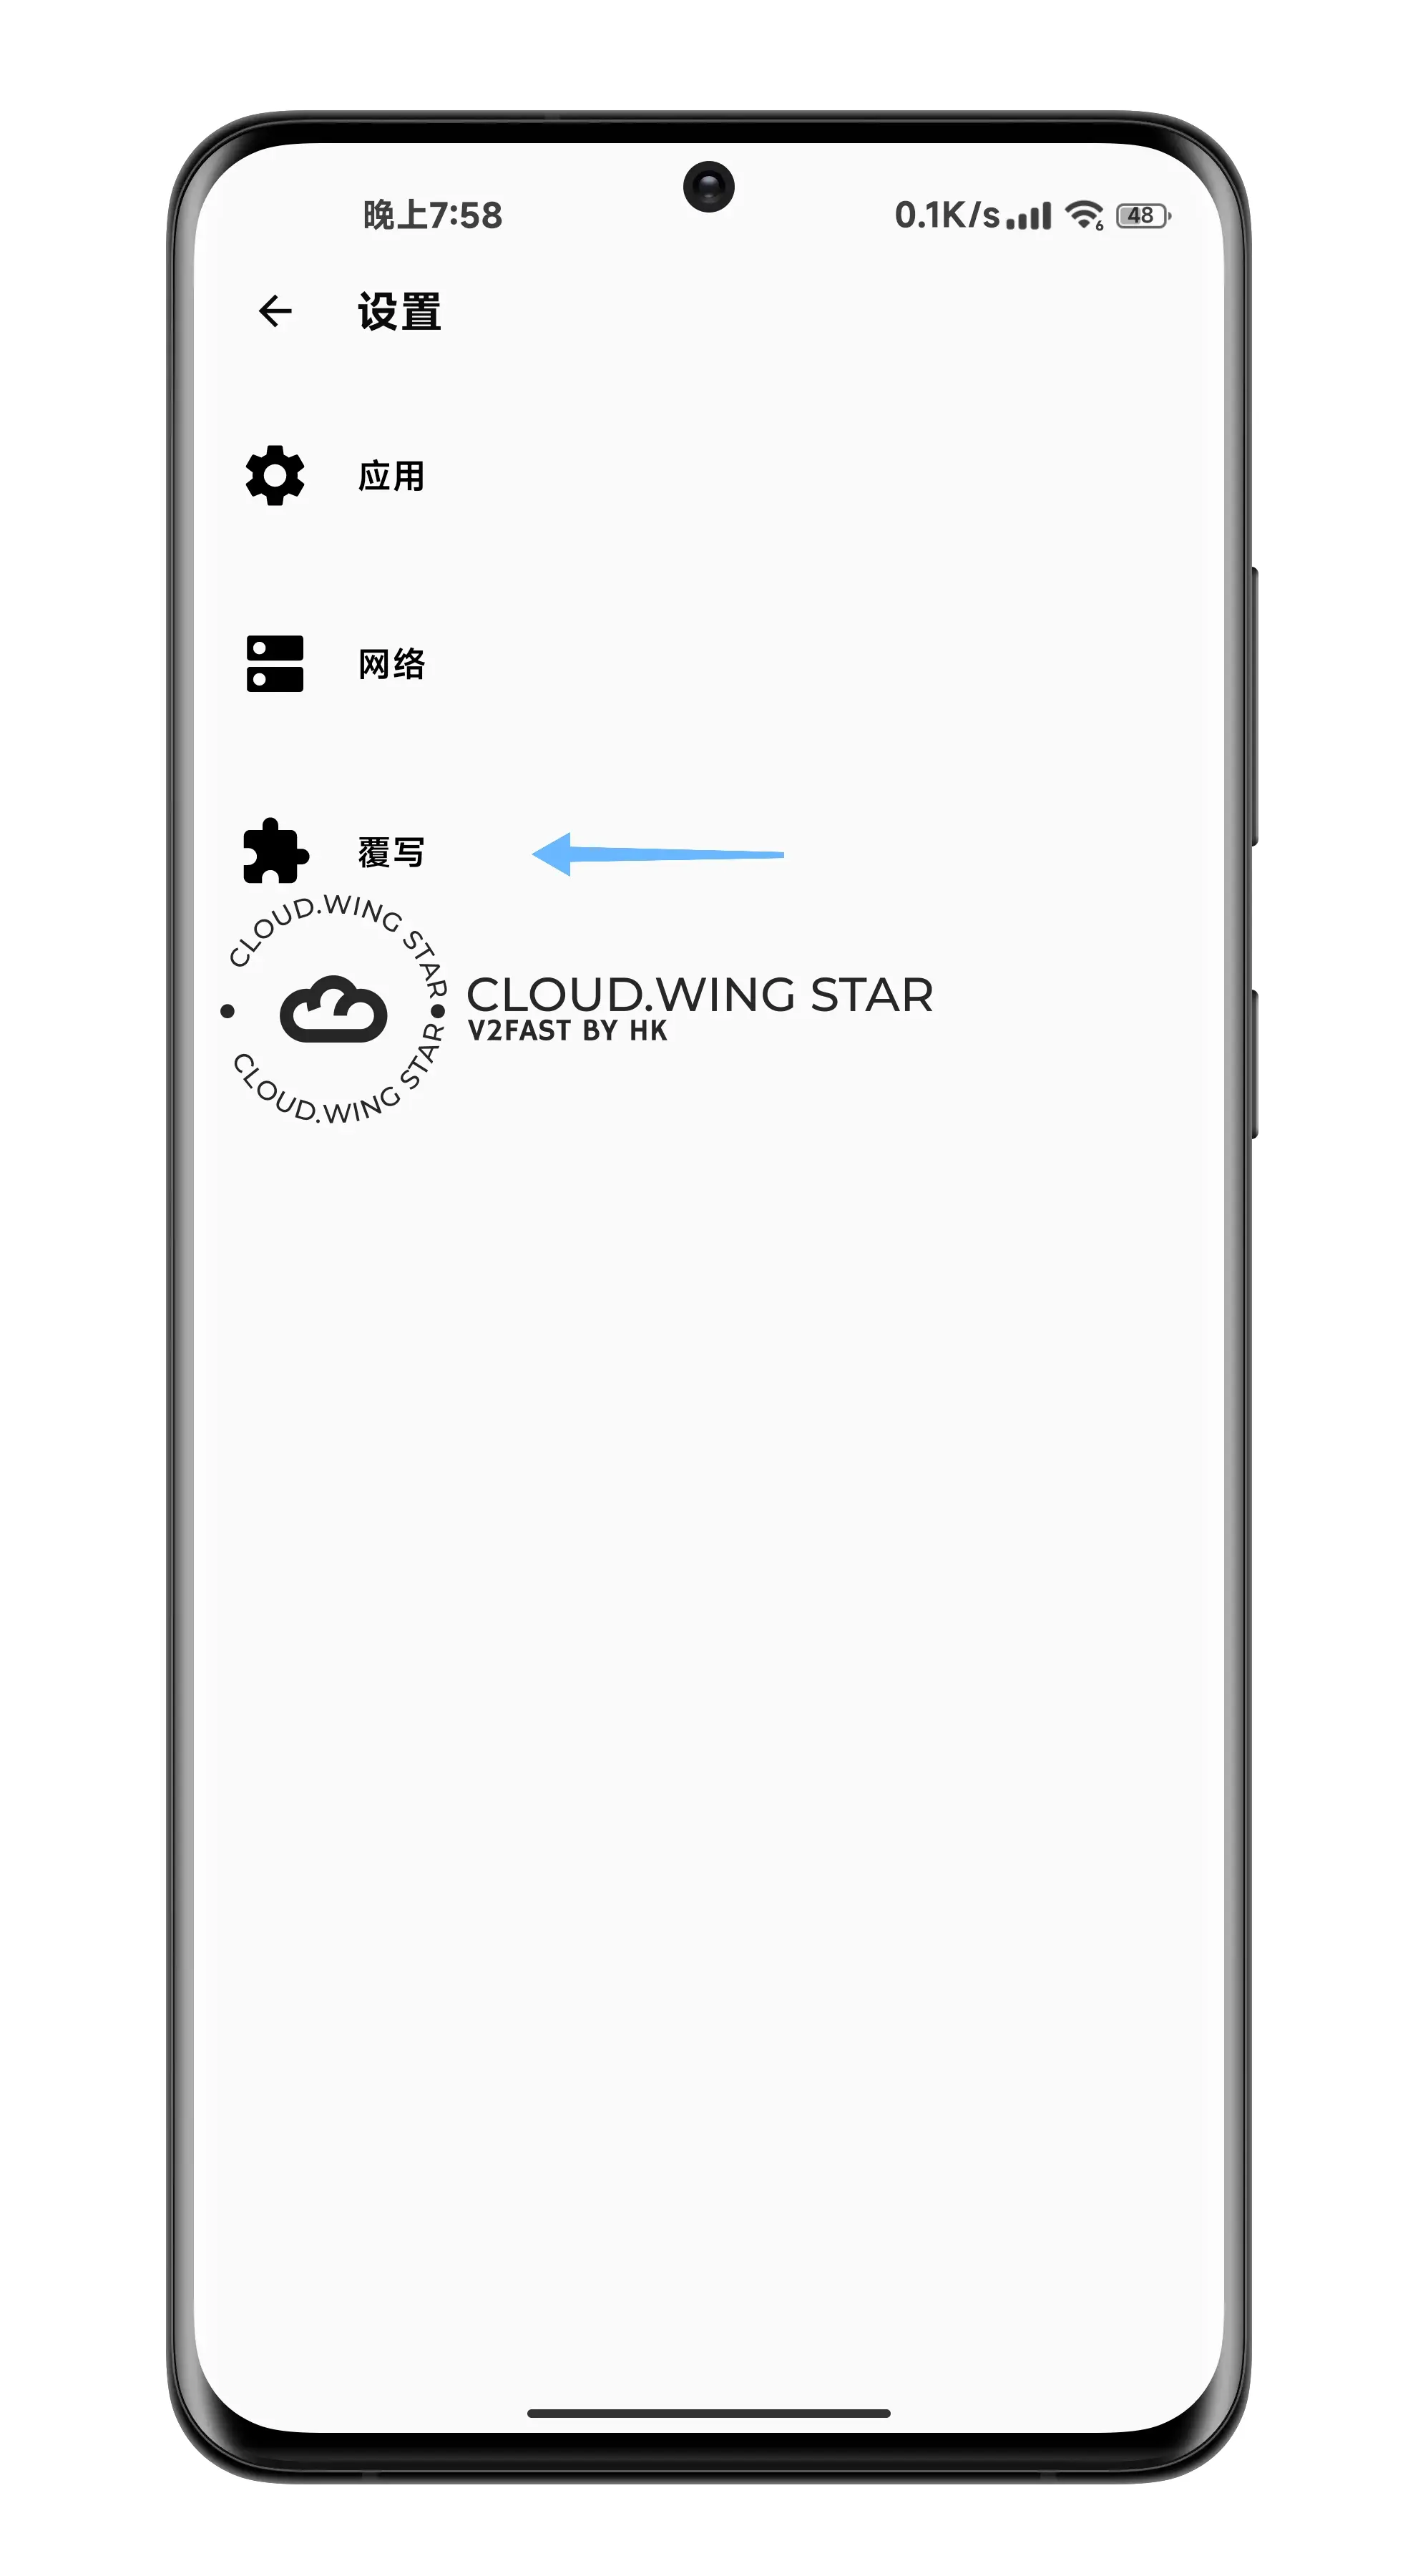 晚上7:58
0.1K/s
48
设置
应用
网络
覆写
CLOUD.WING STAR
CLOUD.WING STAR
V2FAST BY HK
CLOUD.WING STAR